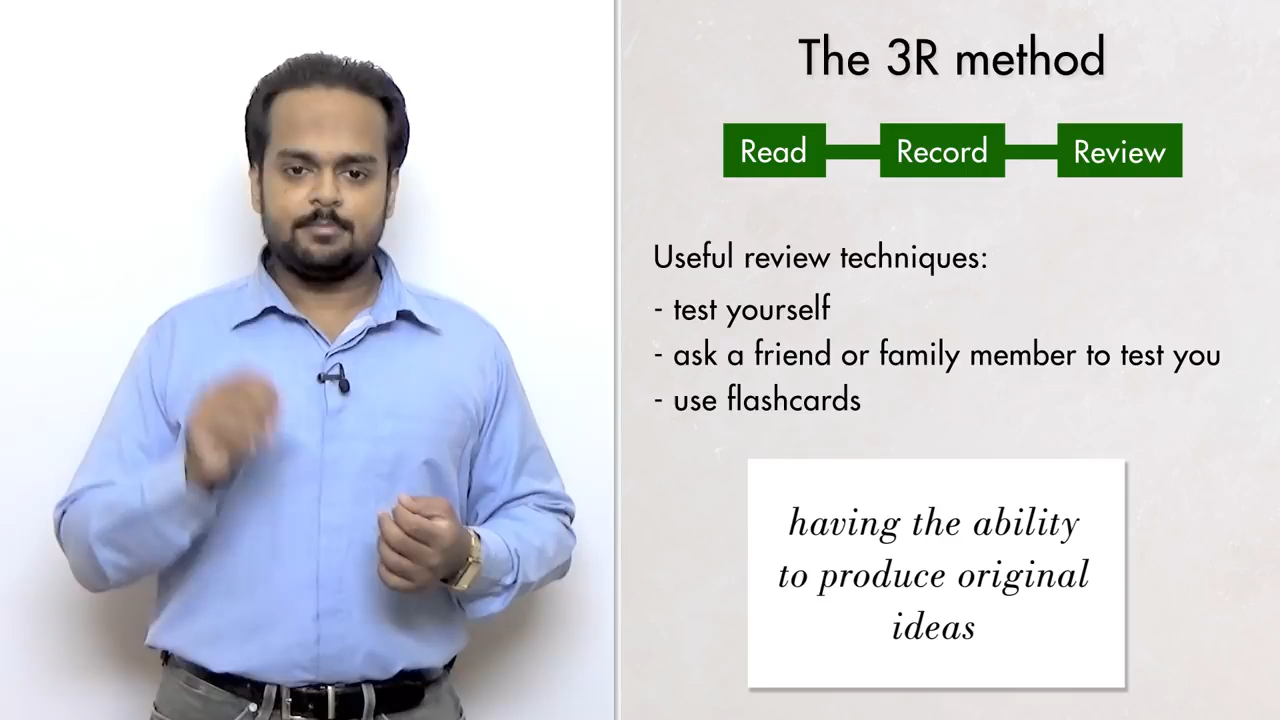 The 3R method
Read Record Review
Useful review techniques:
- test yourself
- ask a friend or family member to test you
- use flashcards
having the ability
to produce original
ideas